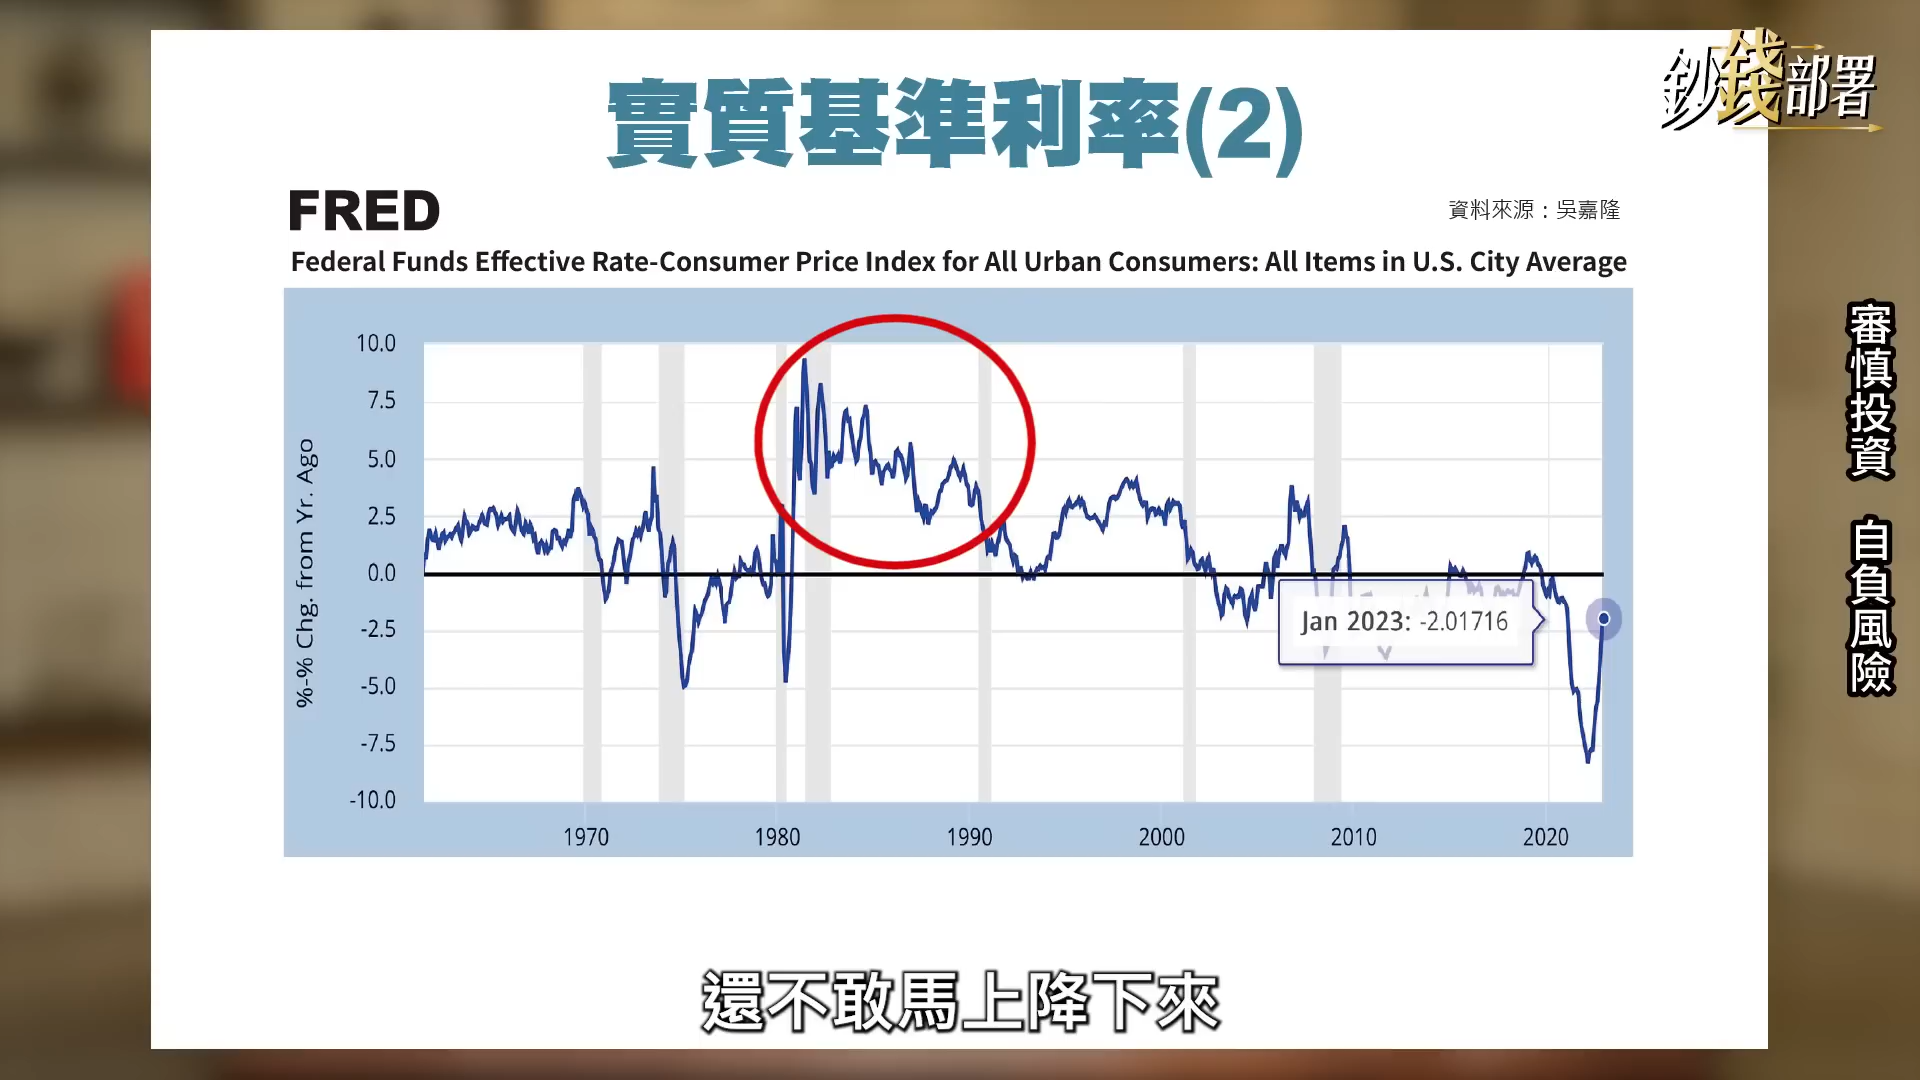 實質基準利率(2)
鈔錢部署
FRED
資料來源：吳嘉隆
Federal Funds Effective Rate-Consumer Price Index for All Urban Consumers: All Items in U.S. City Average
%-% Chg. from Yr. Ago
10.0
7.5
5.0
2.5
0.0
-2.5
-5.0
-7.5
-10.0
Jan 2023: -2.01716
1970 1980 1990 2000 2010 2020
審慎投資 自負風險
還不敢馬上降下來